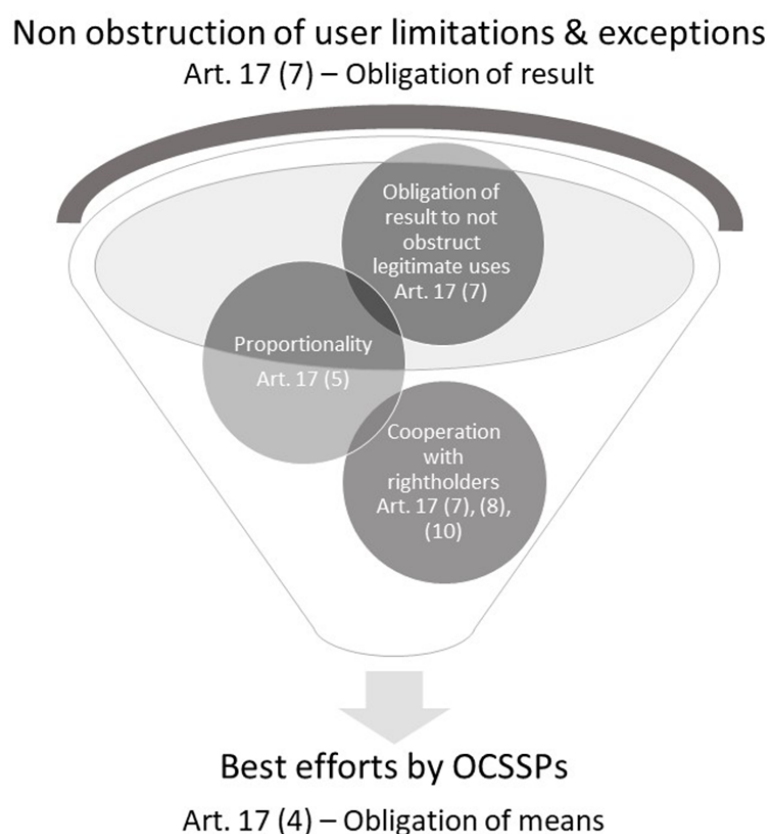 Non obstruction of user limitations & exceptions
Art. 17 (7) – Obligation of result
Obligation of
result to not
obstruct
legitimate uses
Art. 17 (7)
Proportionality
Art. 17 (5)
Cooperation
with
rightholders
Art. 17 (7), (8),
(10)
Best efforts by OCSSPs
Art. 17 (4) – Obligation of means